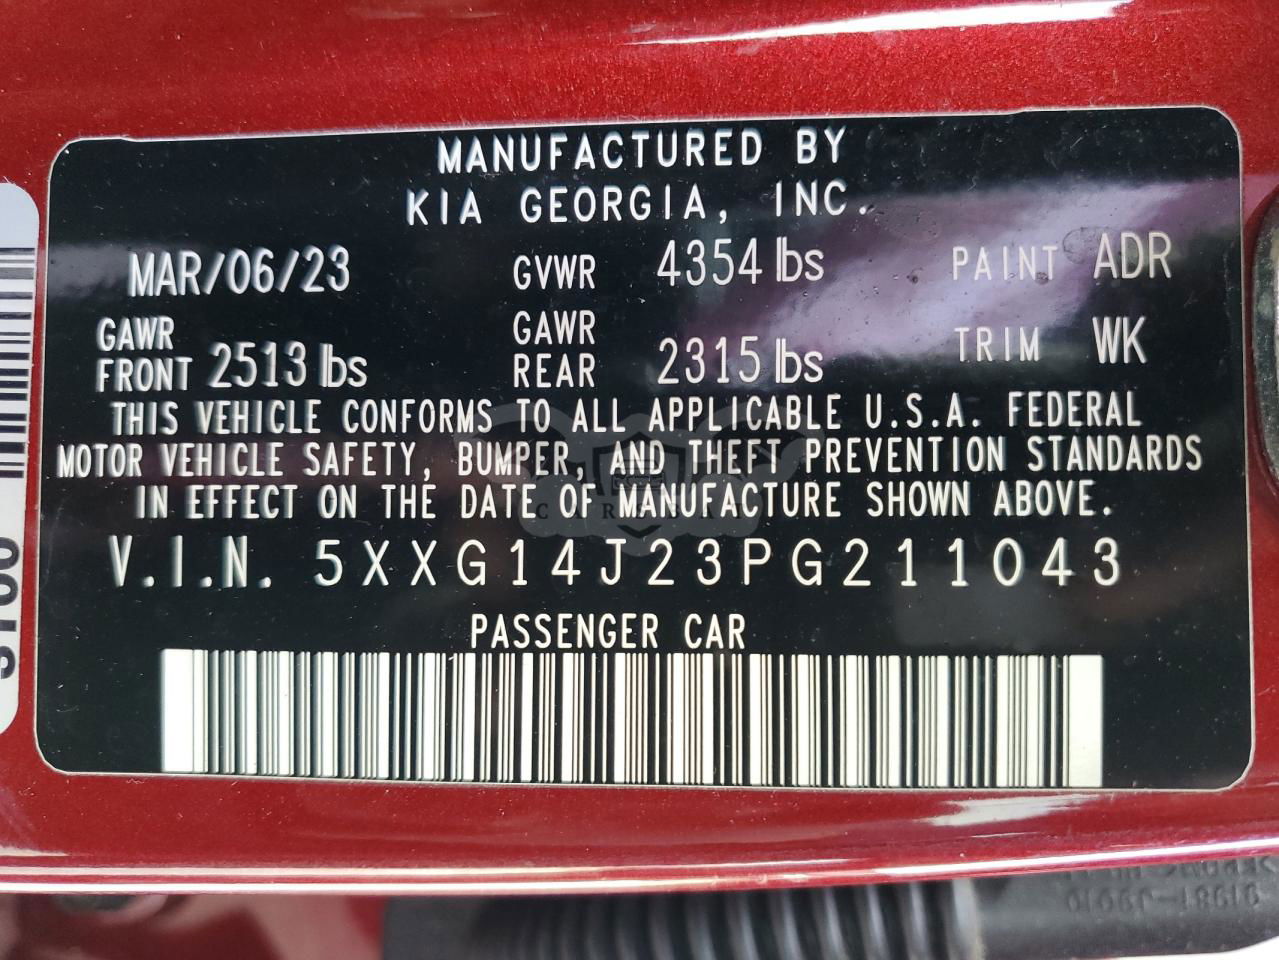 MANUFACTURED BY
KIA GEORGIA, INC.
MAR/06/23 GVWR 4354 lbs PAINT ADR
GAWR FRONT 2513 lbs GAWR REAR 2315 lbs TRIM WK
THIS VEHICLE CONFORMS TO ALL APPLICABLE U.S.A. FEDERAL
MOTOR VEHICLE SAFETY, BUMPER, AND THEFT PREVENTION STANDARDS
IN EFFECT ON THE DATE OF MANUFACTURE SHOWN ABOVE.
V.I.N. 5XXG14J23PG211043
PASSENGER CAR
91981-J9010